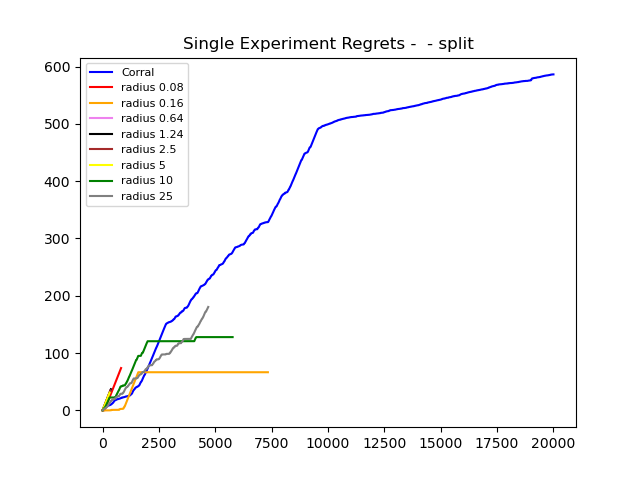 Single Experiment Regrets -  - split
600
500
400
300
200
100
0
Corral
radius 0.08
radius 0.16
radius 0.64
radius 1.24
radius 2.5
radius 5
radius 10
radius 25
0 2500 5000 7500 10000 12500 15000 17500 20000